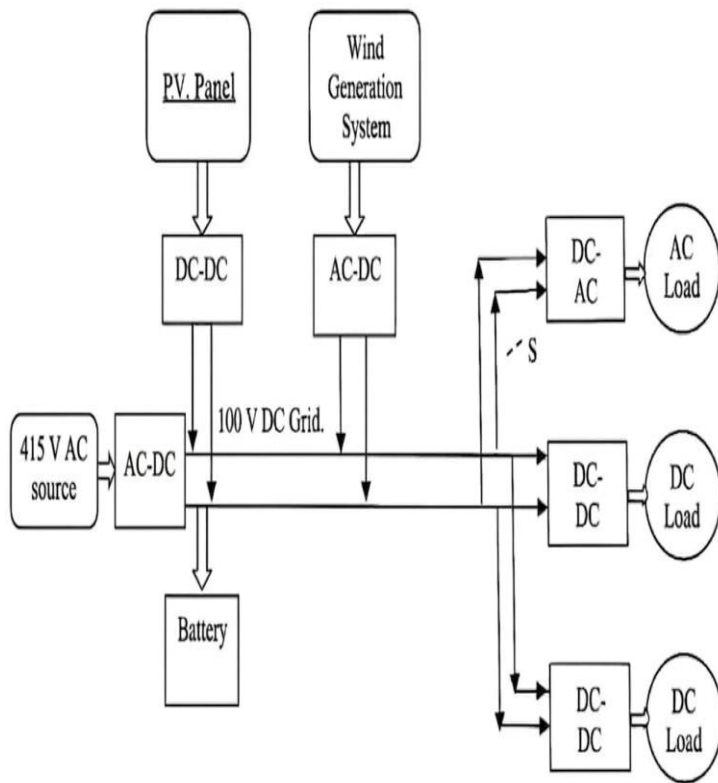 P.V. Panel
Wind
Generation
System
DC-DC
AC-DC
DC-
AC
AC
Load
S
100 V DC Grid.
415 V AC
source
AC-DC
DC-
DC
DC
Load
Battery
DC-
DC
DC
Load